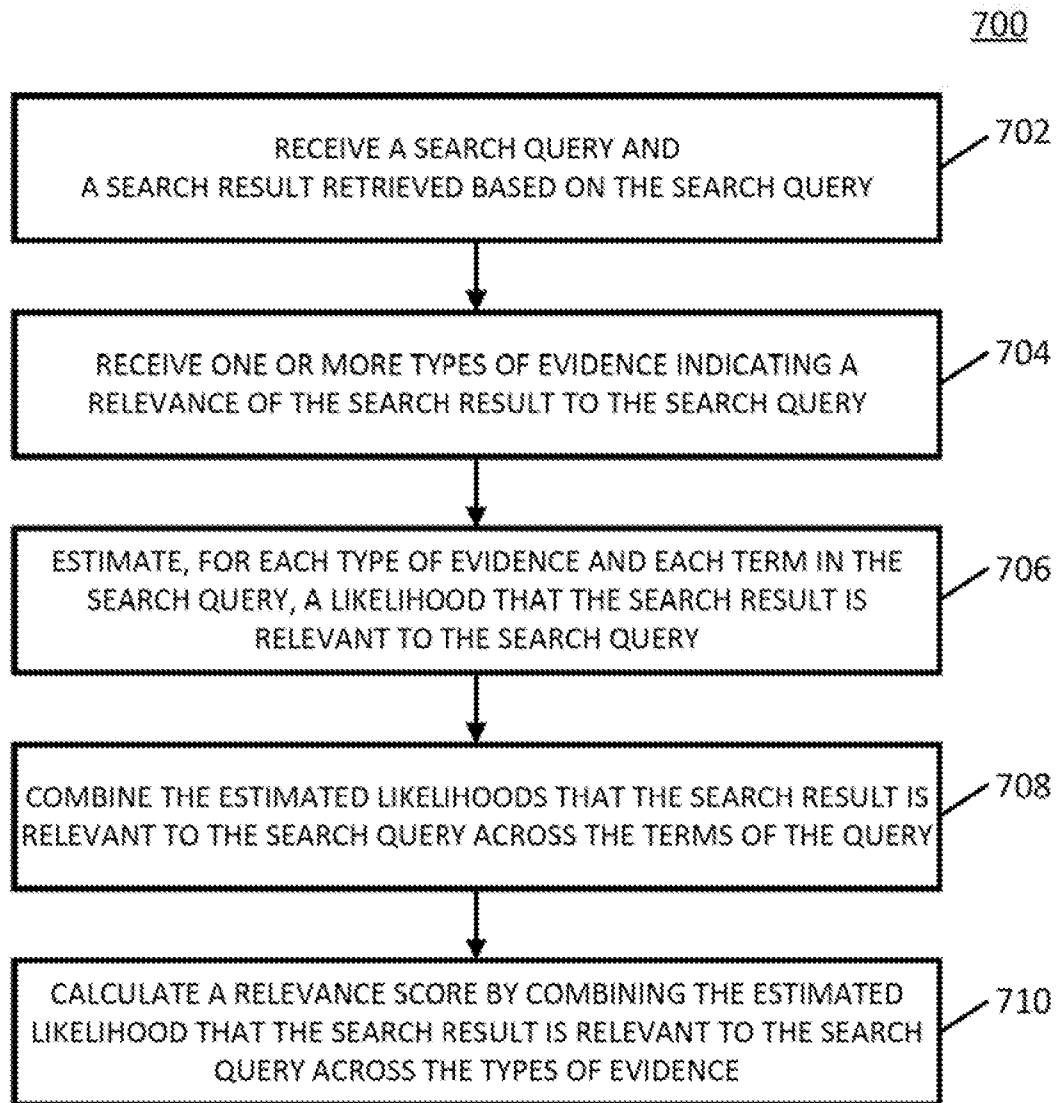 700
RECEIVE A SEARCH QUERY AND
A SEARCH RESULT RETRIEVED BASED ON THE SEARCH QUERY
702
RECEIVE ONE OR MORE TYPES OF EVIDENCE INDICATING A
RELEVANCE OF THE SEARCH RESULT TO THE SEARCH QUERY
704
ESTIMATE, FOR EACH TYPE OF EVIDENCE AND EACH TERM IN THE
SEARCH QUERY, A LIKELIHOOD THAT THE SEARCH RESULT IS
RELEVANT TO THE SEARCH QUERY
706
COMBINE THE ESTIMATED LIKELIHOODS THAT THE SEARCH RESULT IS
RELEVANT TO THE SEARCH QUERY ACROSS THE TERMS OF THE QUERY
708
CALCULATE A RELEVANCE SCORE BY COMBINING THE ESTIMATED
LIKELIHOOD THAT THE SEARCH RESULT IS RELEVANT TO THE SEARCH
QUERY ACROSS THE TYPES OF EVIDENCE
710